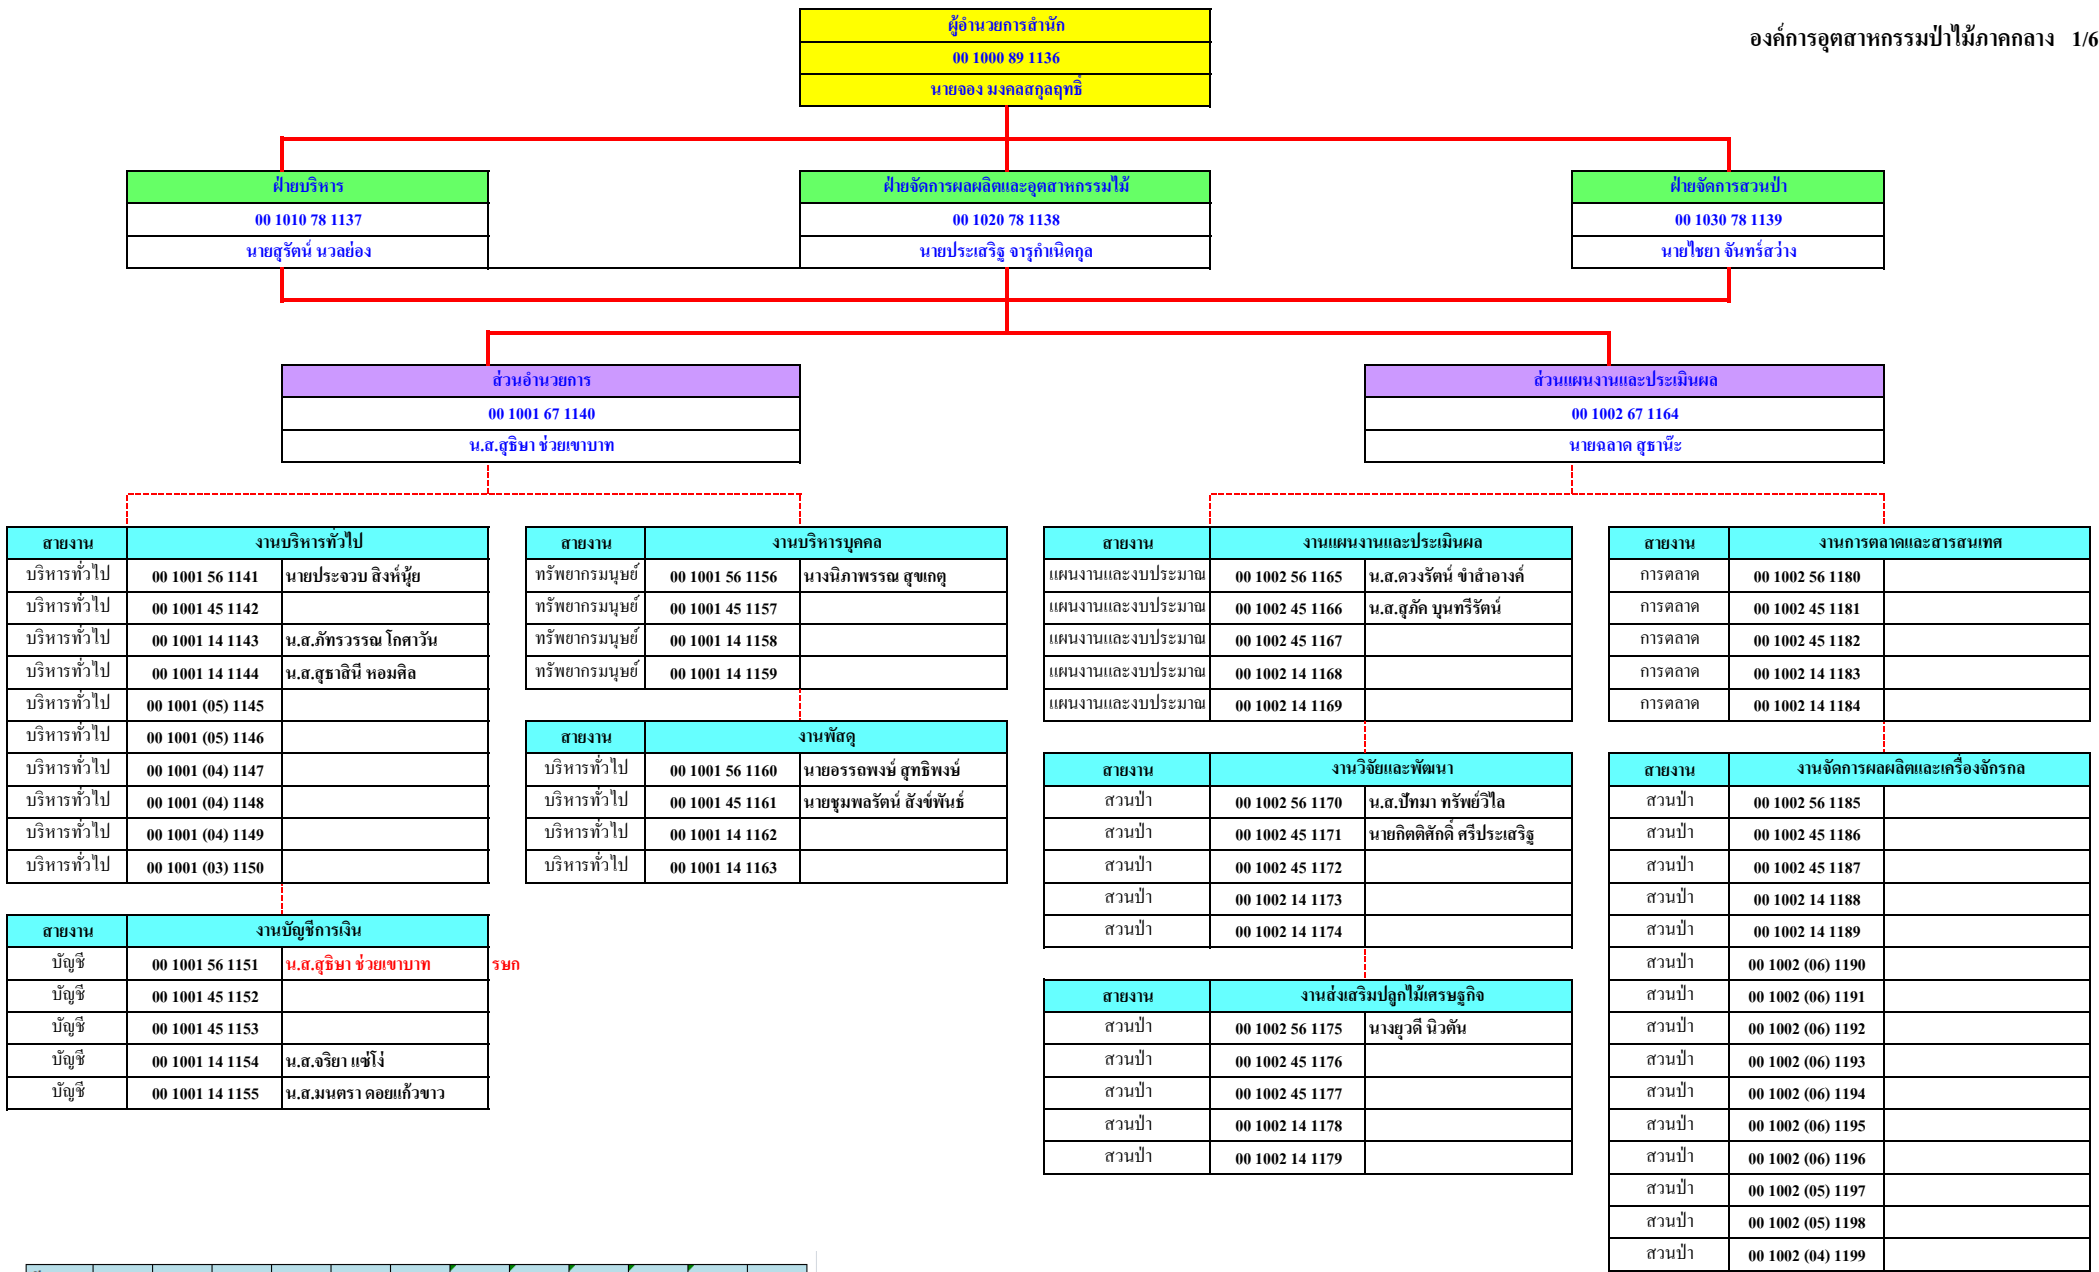 องค์การอุตสาหกรรมป่าไม้ภาคกลาง 1/6
ผู้อำนวยการสำนัก
00 1000 89 1136
นายจอง มงคลสกุลฤทธิ์
ฝ่ายบริหาร
00 1010 78 1137
นายสุรัตน์ นวลย่อง
ฝ่ายจัดการผลผลิตและอุตสาหกรรมไม้
00 1020 78 1138
นายประเสริฐ จารุกำเนิดกุล
ฝ่ายจัดการสวนป่า
00 1030 78 1139
นายไชยา จันทร์สว่าง
ส่วนอำนวยการ
00 1001 67 1140
น.ส.สุธิษา ช่วยเขาบาท
ส่วนแผนงานและประเมินผล
00 1002 67 1164
นายฉลาด สุธาน๊ะ
สายงาน งานบริหารทั่วไป
บริหารทั่วไป 00 1001 56 1141 นายประจวบ สิงห์นุ้ย
บริหารทั่วไป 00 1001 45 1142
บริหารทั่วไป 00 1001 14 1143 น.ส.ภัทรวรรณ โกศาวัน
บริหารทั่วไป 00 1001 14 1144 น.ส.สุธาสินี หอมศิล
บริหารทั่วไป 00 1001 (05) 1145
บริหารทั่วไป 00 1001 (05) 1146
บริหารทั่วไป 00 1001 (04) 1147
บริหารทั่วไป 00 1001 (04) 1148
บริหารทั่วไป 00 1001 (04) 1149
บริหารทั่วไป 00 1001 (03) 1150
สายงาน งานบัญชีการเงิน
บัญชี 00 1001 56 1151 น.ส.สุธิษา ช่วยเขาบาท รษก
บัญชี 00 1001 45 1152
บัญชี 00 1001 45 1153
บัญชี 00 1001 14 1154 น.ส.จริยา แซ่โง่
บัญชี 00 1001 14 1155 น.ส.มนตรา ดอยแก้วขาว
สายงาน งานบริหารบุคคล
ทรัพยากรมนุษย์ 00 1001 56 1156 นางนิภาพรรณ สุขเกตุ
ทรัพยากรมนุษย์ 00 1001 45 1157
ทรัพยากรมนุษย์ 00 1001 14 1158
ทรัพยากรมนุษย์ 00 1001 14 1159
สายงาน งานพัสดุ
บริหารทั่วไป 00 1001 56 1160 นายอรรถพงษ์ สุทธิพงษ์
บริหารทั่วไป 00 1001 45 1161 นายชุมพลรัตน์ สังข์พันธ์
บริหารทั่วไป 00 1001 14 1162
บริหารทั่วไป 00 1001 14 1163
สายงาน งานแผนงานและประเมินผล
แผนงานและงบประมาณ 00 1002 56 1165 น.ส.ดวงรัตน์ ขำสำอางค์
แผนงานและงบประมาณ 00 1002 45 1166 น.ส.สุภัค บุนทรีรัตน์
แผนงานและงบประมาณ 00 1002 45 1167
แผนงานและงบประมาณ 00 1002 14 1168
แผนงานและงบประมาณ 00 1002 14 1169
สายงาน งานวิจัยและพัฒนา
สวนป่า 00 1002 56 1170 น.ส.ปัทมา ทรัพย์วิไล
สวนป่า 00 1002 45 1171 นายกิตติศักดิ์ ศรีประเสริฐ
สวนป่า 00 1002 45 1172
สวนป่า 00 1002 14 1173
สวนป่า 00 1002 14 1174
สายงาน งานส่งเสริมปลูกไม้เศรษฐกิจ
สวนป่า 00 1002 56 1175 นางยุวดี นิวตัน
สวนป่า 00 1002 45 1176
สวนป่า 00 1002 45 1177
สวนป่า 00 1002 14 1178
สวนป่า 00 1002 14 1179
สายงาน งานการตลาดและสารสนเทศ
การตลาด 00 1002 56 1180
การตลาด 00 1002 45 1181
การตลาด 00 1002 45 1182
การตลาด 00 1002 14 1183
การตลาด 00 1002 14 1184
สายงาน งานจัดการผลผลิตและเครื่องจักรกล
สวนป่า 00 1002 56 1185
สวนป่า 00 1002 45 1186
สวนป่า 00 1002 45 1187
สวนป่า 00 1002 14 1188
สวนป่า 00 1002 14 1189
สวนป่า 00 1002 (06) 1190
สวนป่า 00 1002 (06) 1191
สวนป่า 00 1002 (06) 1192
สวนป่า 00 1002 (06) 1193
สวนป่า 00 1002 (06) 1194
สวนป่า 00 1002 (06) 1195
สวนป่า 00 1002 (06) 1196
สวนป่า 00 1002 (05) 1197
สวนป่า 00 1002 (05) 1198
สวนป่า 00 1002 (04) 1199